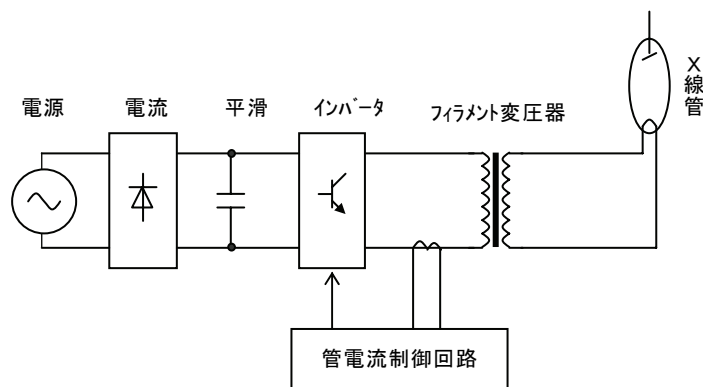 電源
電流
平滑
インバータ
フィラメント変圧器
X線管
管電流制御回路